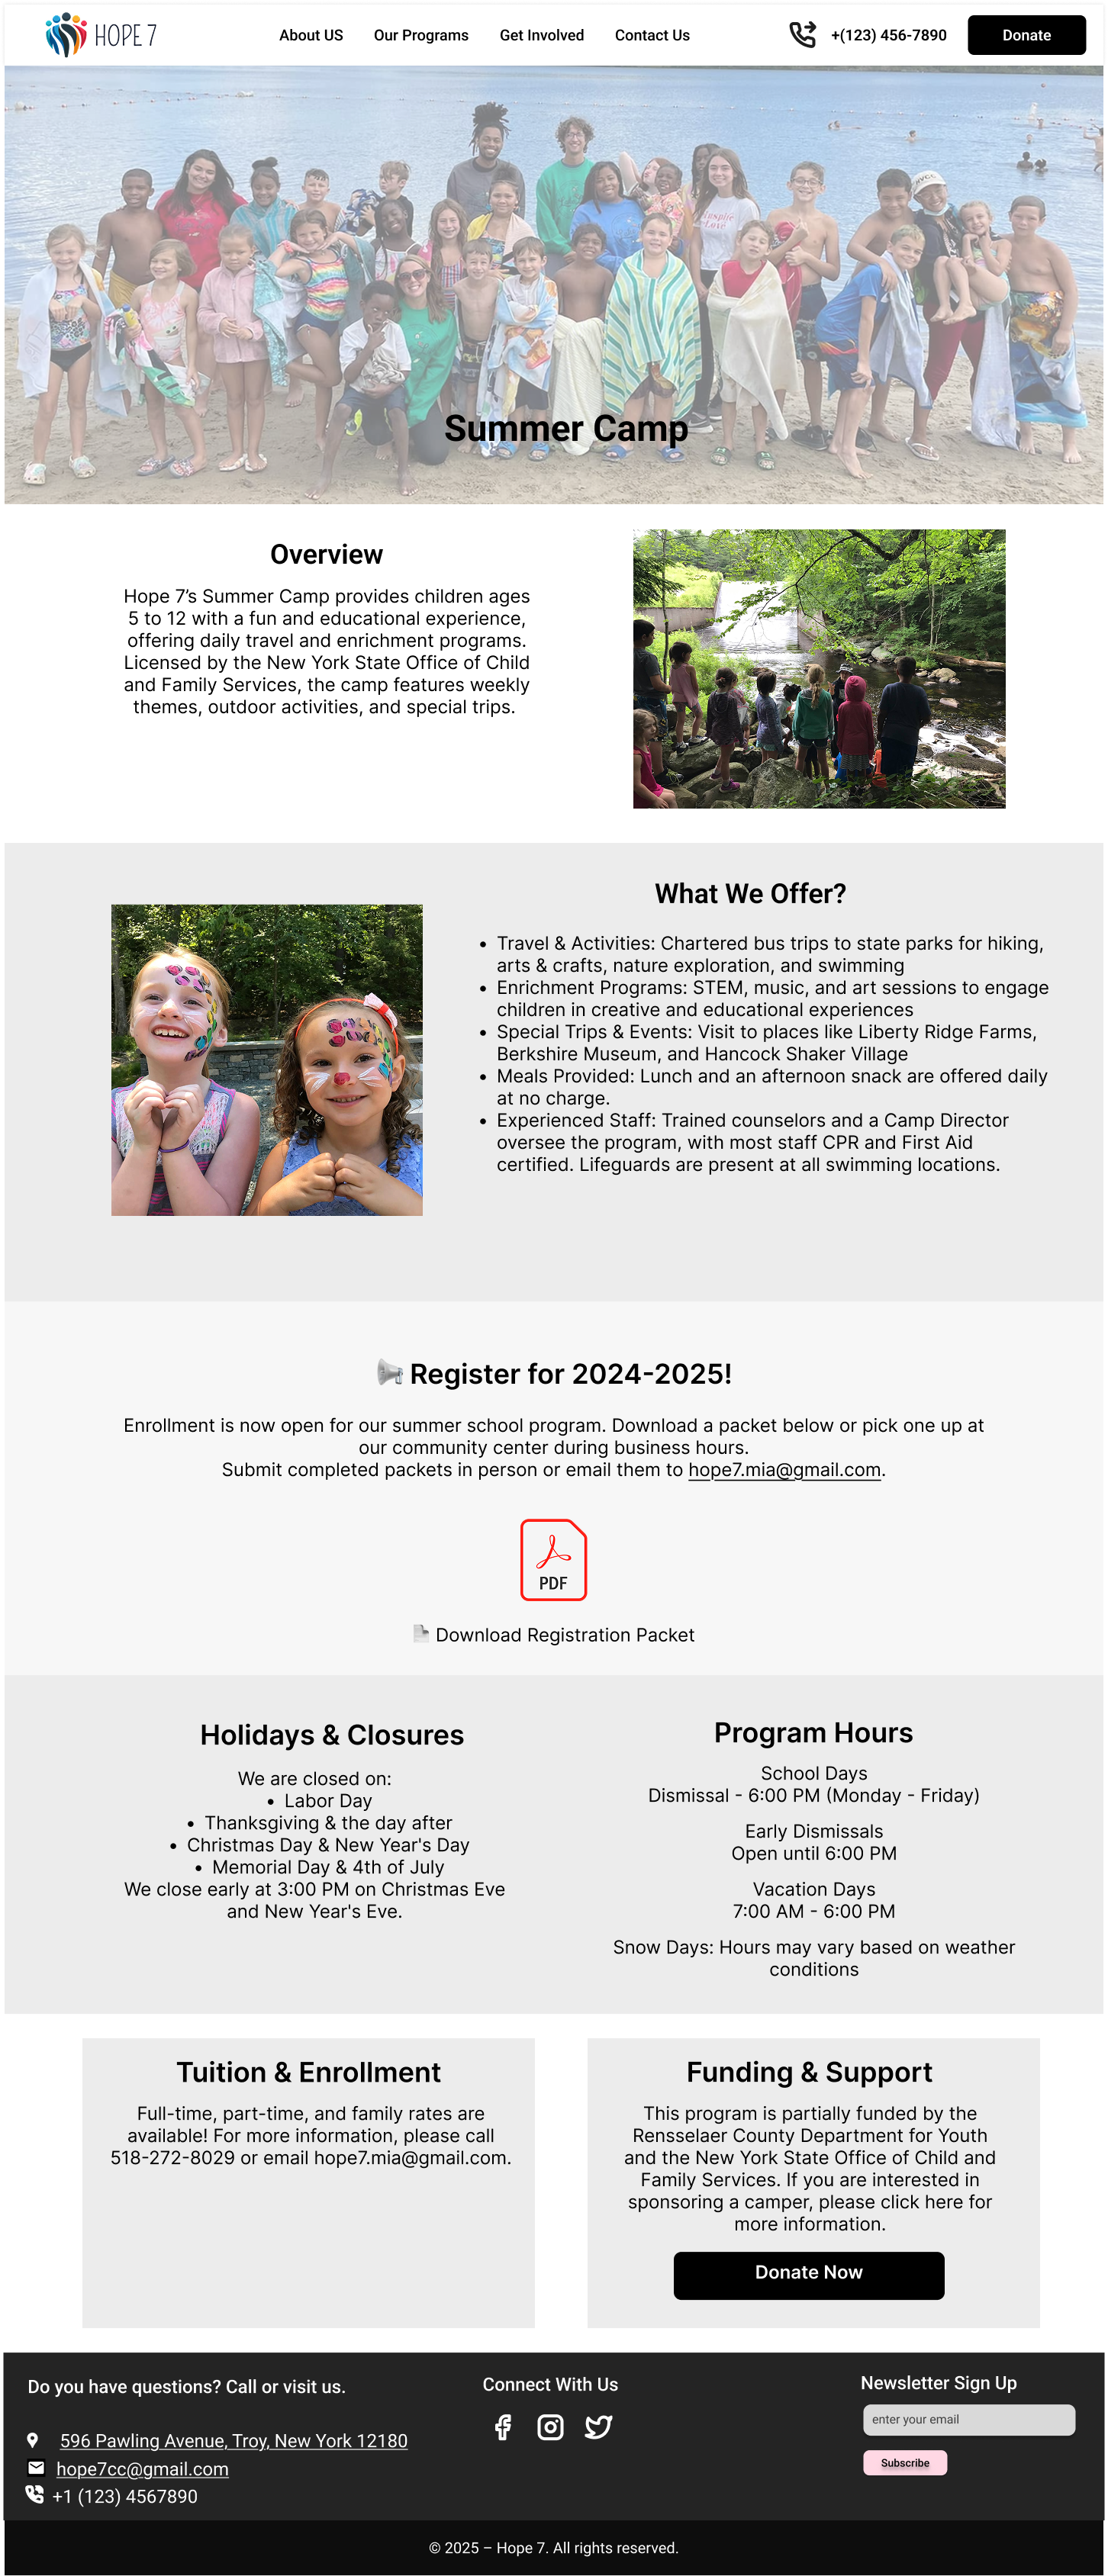 HOPE 7
About US Our Programs Get Involved Contact Us +(123) 456-7890 Donate
HVCC
Inspire
Love
Summer Camp
Overview
Hope 7’s Summer Camp provides children ages
5 to 12 with a fun and educational experience,
offering daily travel and enrichment programs.
Licensed by the New York State Office of Child
and Family Services, the camp features weekly
themes, outdoor activities, and special trips.
What We Offer?
• Travel & Activities: Chartered bus trips to state parks for hiking,
arts & crafts, nature exploration, and swimming
• Enrichment Programs: STEM, music, and art sessions to engage
children in creative and educational experiences
• Special Trips & Events: Visit to places like Liberty Ridge Farms,
Berkshire Museum, and Hancock Shaker Village
• Meals Provided: Lunch and an afternoon snack are offered daily
at no charge.
• Experienced Staff: Trained counselors and a Camp Director
oversee the program, with most staff CPR and First Aid
certified. Lifeguards are present at all swimming locations.
Register for 2024-2025!
Enrollment is now open for our summer school program. Download a packet below or pick one up at
our community center during business hours.
Submit completed packets in person or email them to hope7.mia@gmail.com.
PDF
Download Registration Packet
Holidays & Closures
We are closed on:
• Labor Day
• Thanksgiving & the day after
• Christmas Day & New Year's Day
• Memorial Day & 4th of July
We close early at 3:00 PM on Christmas Eve
and New Year's Eve.
Program Hours
School Days
Dismissal - 6:00 PM (Monday - Friday)
Early Dismissals
Open until 6:00 PM
Vacation Days
7:00 AM - 6:00 PM
Snow Days: Hours may vary based on weather
conditions
Tuition & Enrollment
Full-time, part-time, and family rates are
available! For more information, please call
518-272-8029 or email hope7.mia@gmail.com.
Funding & Support
This program is partially funded by the
Rensselaer County Department for Youth
and the New York State Office of Child and
Family Services. If you are interested in
sponsoring a camper, please click here for
more information.
Donate Now
Do you have questions? Call or visit us.
596 Pawling Avenue, Troy, New York 12180
hope7cc@gmail.com
+1 (123) 4567890
Connect With Us
Newsletter Sign Up
enter your email
Subscribe
© 2025 – Hope 7. All rights reserved.